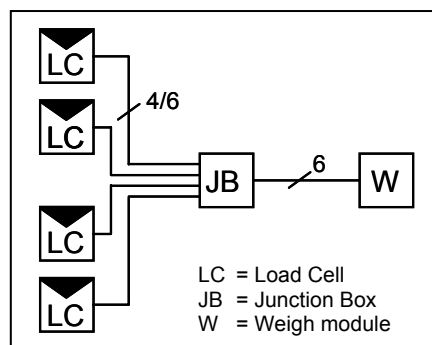 LC
4/6
LC
JB
6
W
LC
LC
LC = Load Cell
JB = Junction Box
W = Weigh module